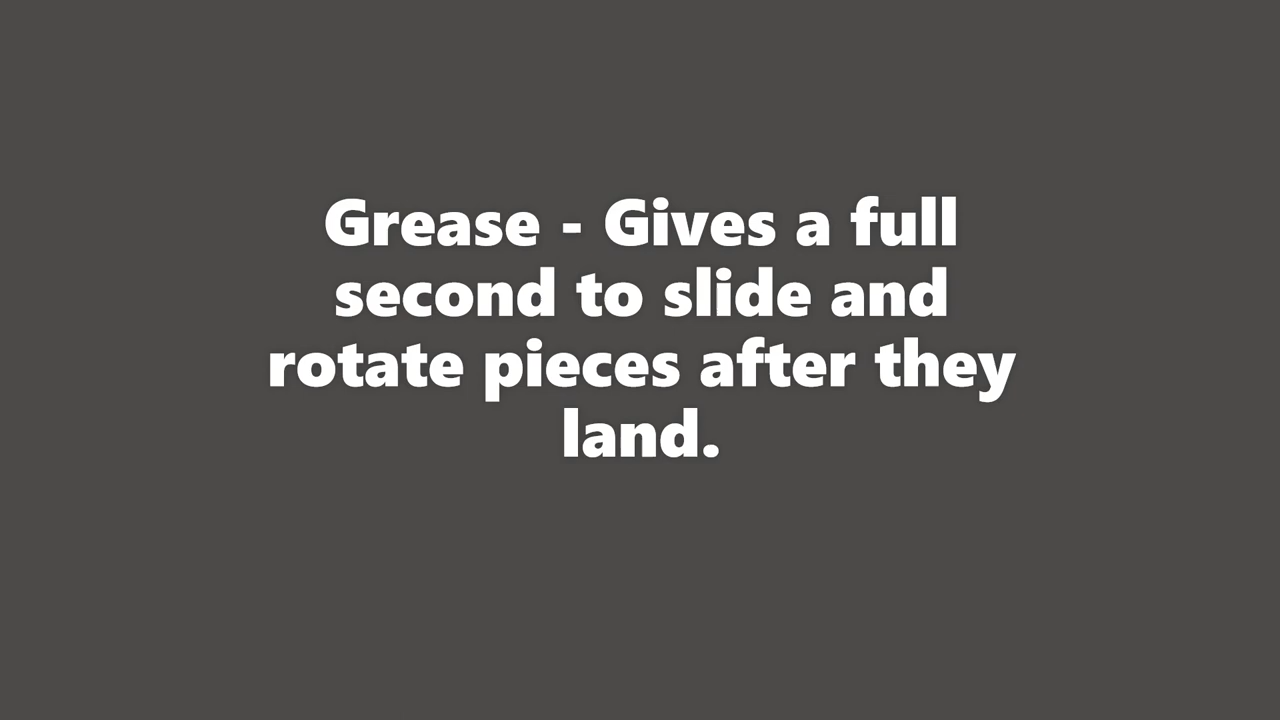 Grease - Gives a full
second to slide and
rotate pieces after they
land.